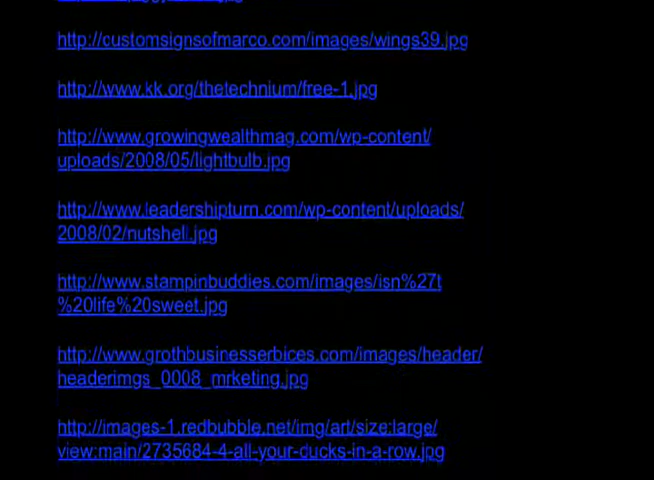 http://customsignsofmarco.com/images/wings39.jpg
http://www.kk.org/thetechnium/free-1.jpg
http://www.growingwealthmag.com/wp-content/
uploads/2008/05/lightbulb.jpg
http://www.leadershipturn.com/wp-content/uploads/
2008/02/nutshell.jpg
http://www.stampinbuddies.com/images/isn%27t
%20life%20sweet.jpg
http://www.grothbusinesserbices.com/images/header/
headerimgs_0008_mrketing.jpg
http://images-1.redbubble.net/img/art/size:large/
view:main/2735684-4-all-your-ducks-in-a-row.jpg